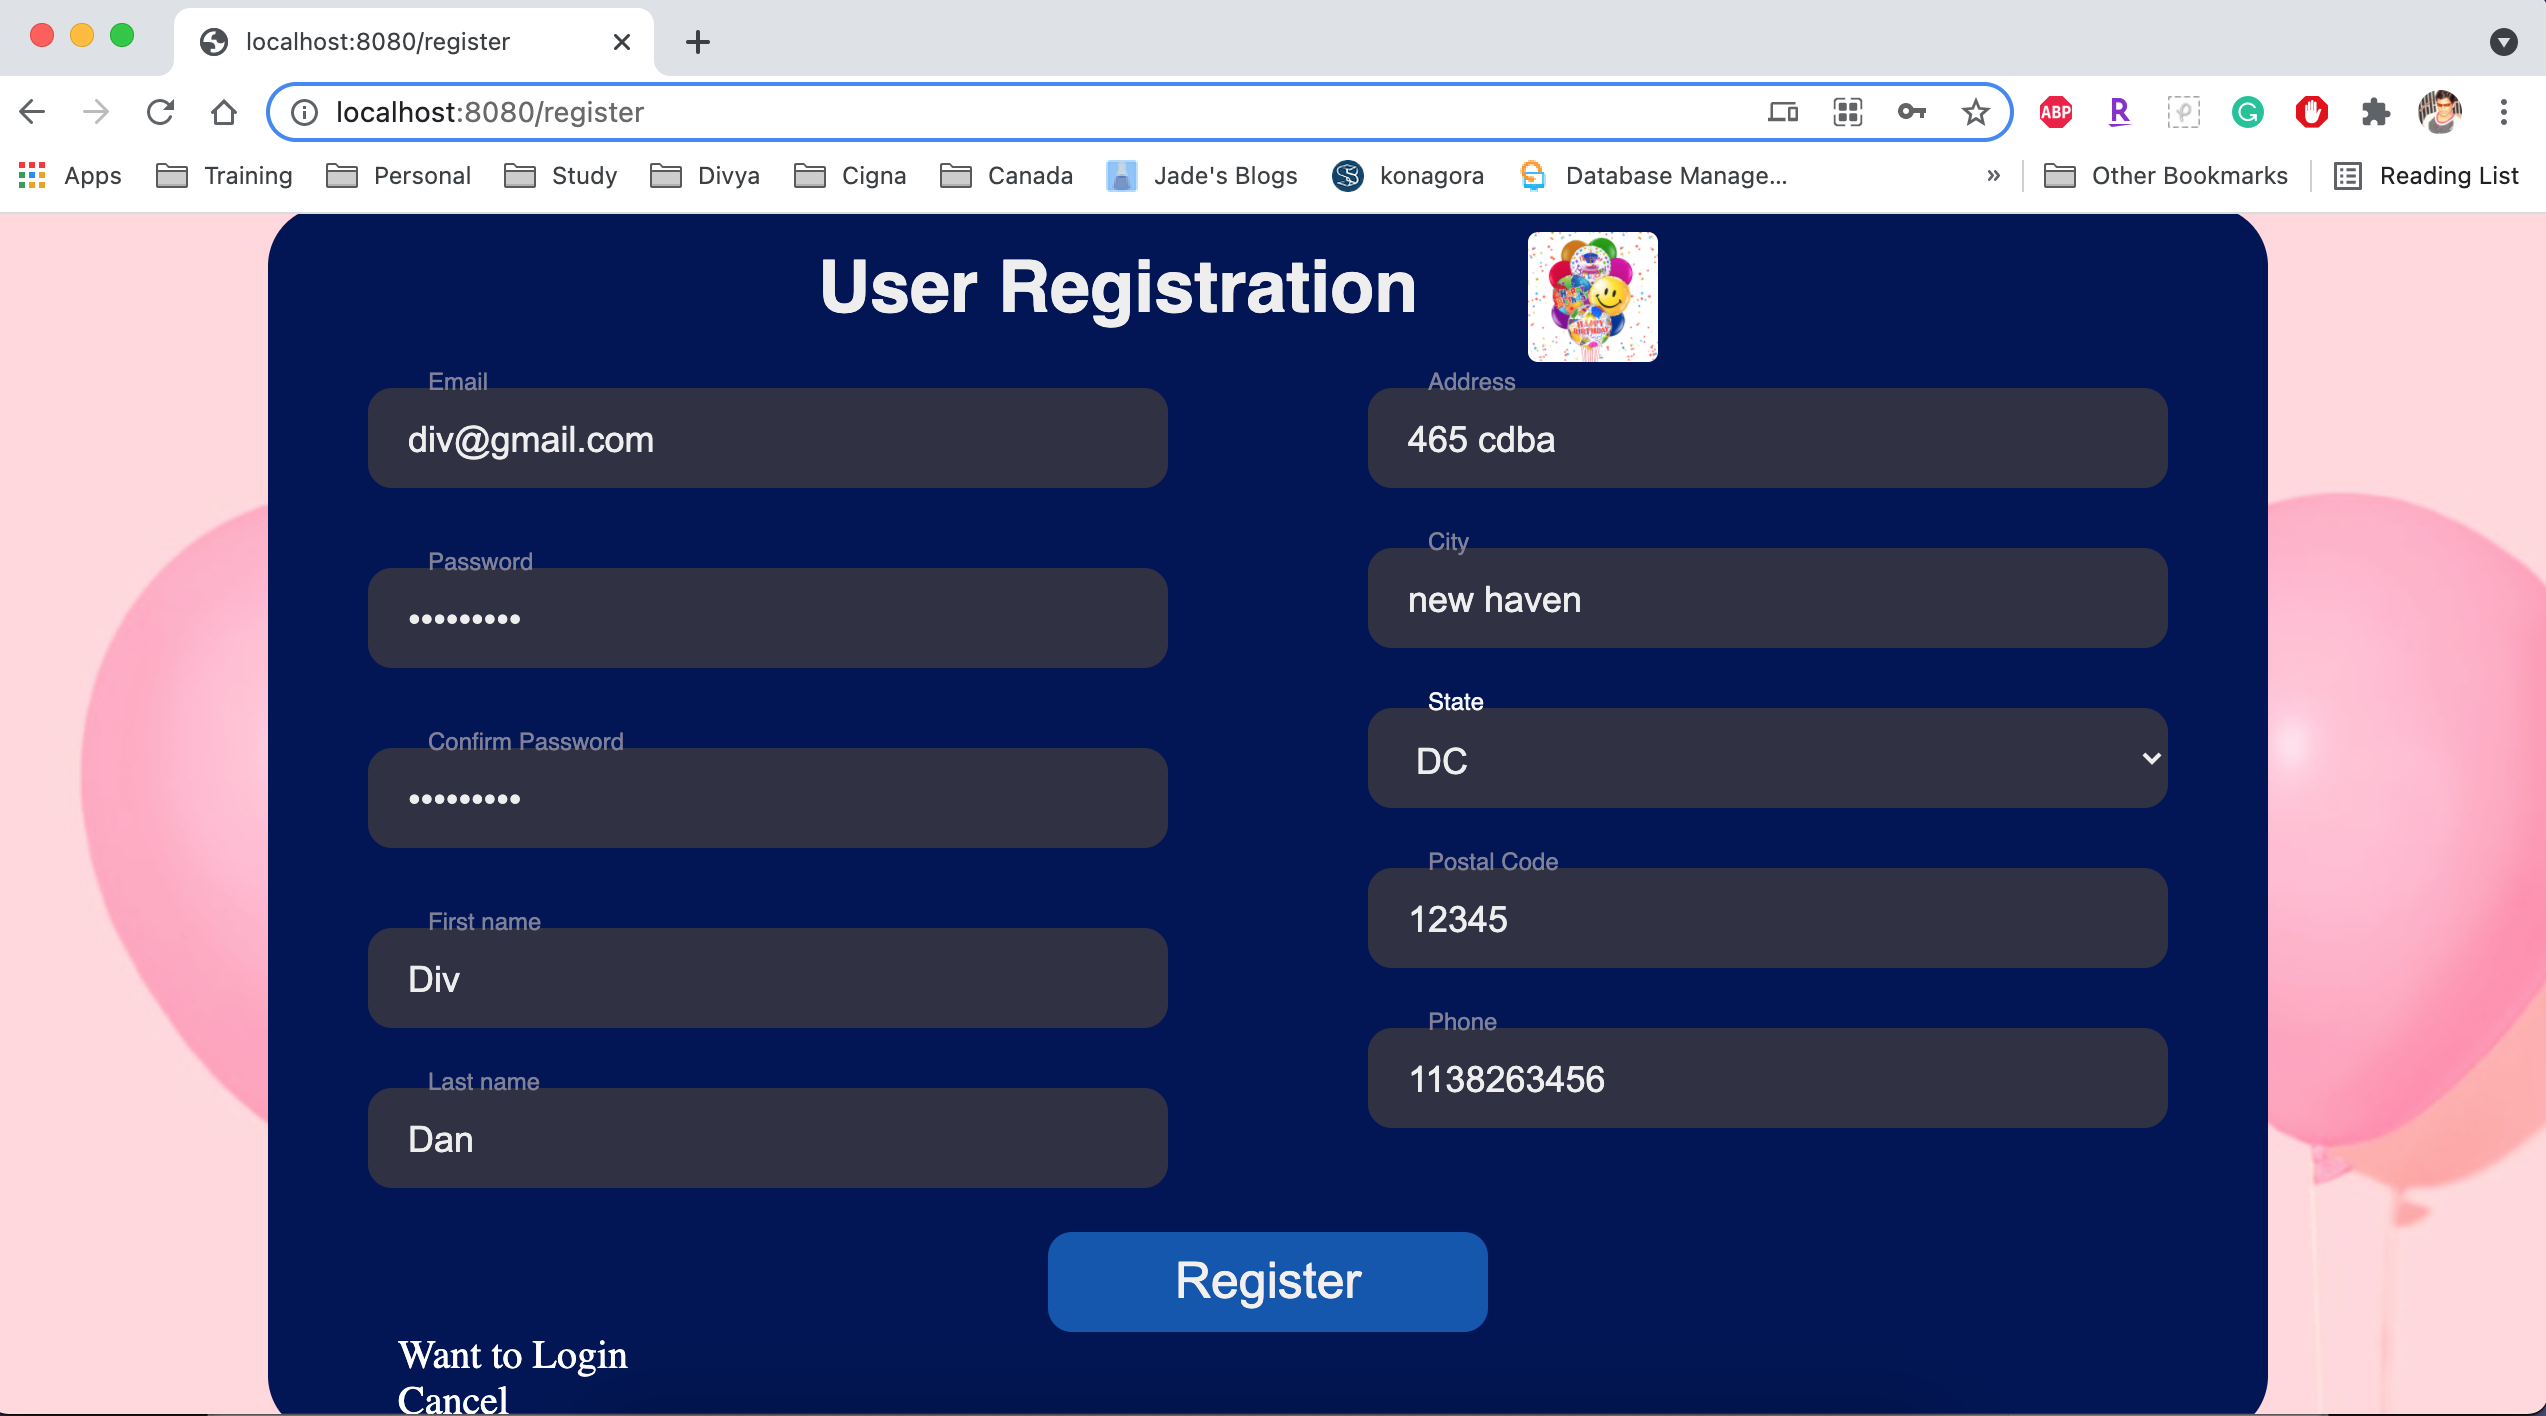 localhost:8080/register
localhost:8080/register
ABP
R
Apps
Training
Personal
Study
Divya
Cigna
Canada
Jade's Blogs
konagora
Database Manage...
»
Other Bookmarks
Reading List
User Registration
HAPPY
BIRTHDAY
Email
div@gmail.com
Password
•••••••••
Confirm Password
•••••••••
First name
Div
Last name
Dan
Address
465 cdba
City
new haven
State
DC
Postal Code
12345
Phone
1138263456
Register
Want to Login
Cancel